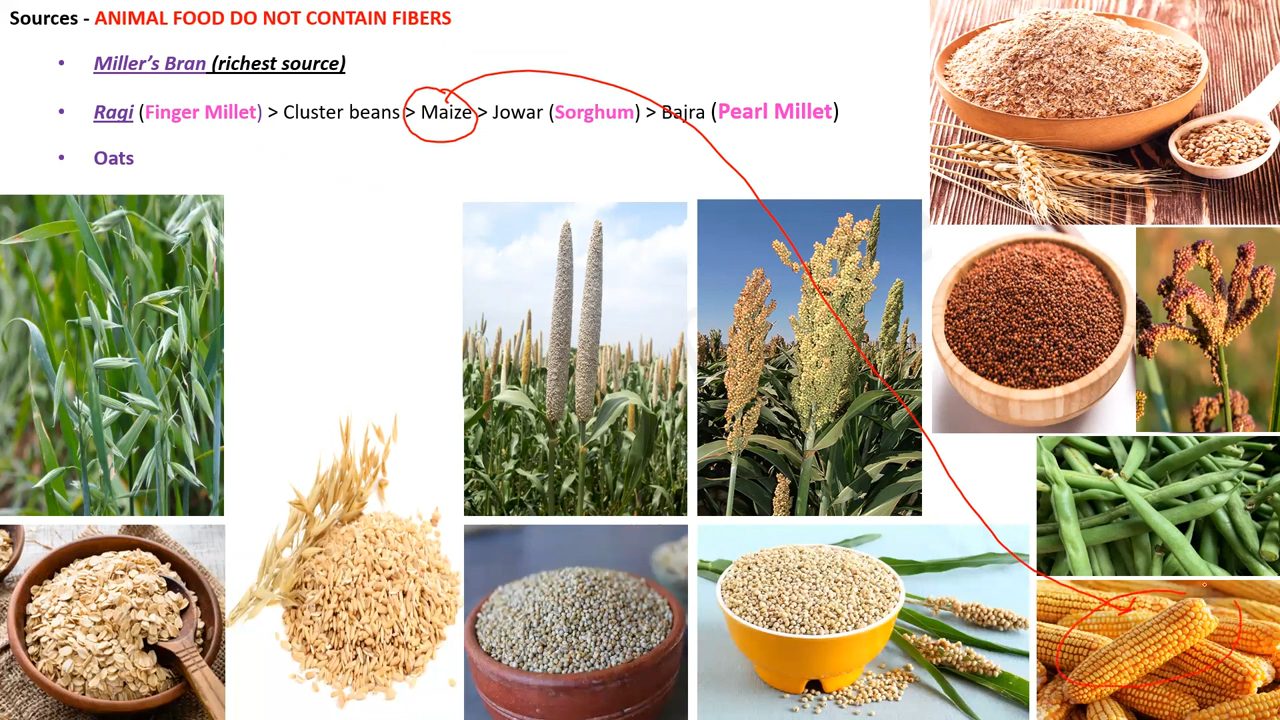 Sources - ANIMAL FOOD DO NOT CONTAIN FIBERS
• Miller's Bran (richest source)
• Ragi (Finger Millet) > Cluster beans > Maize > Jowar (Sorghum) > Bajra (Pearl Millet)
• Oats